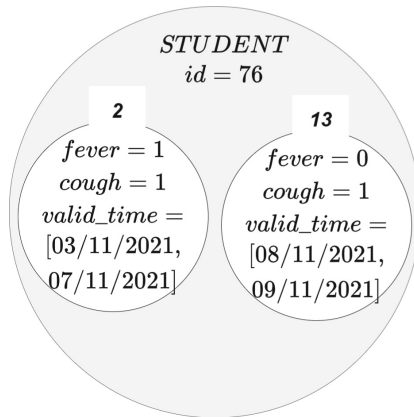 STUDENT
id = 76
2
fever = 1
cough = 1
valid_time =
[03/11/2021,
07/11/2021]
13
fever = 0
cough = 1
valid_time =
[08/11/2021,
09/11/2021]